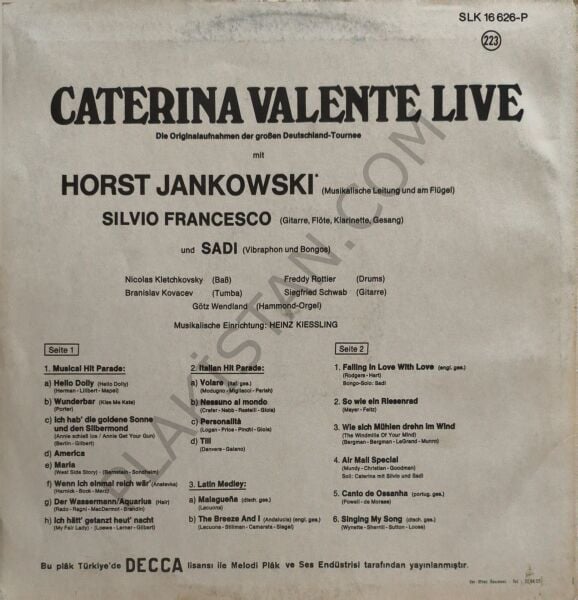 SLK 16 626-P
223
CATERINA VALENTE LIVE
Die Originalaufnahmen der großen Deutschland-Tournee
mit
HORST JANKOWSKI (Musikalische Leitung und am Flügel)
SILVIO FRANCESCO (Gitarre, Flöte, Klarinette, Gesang)
und SADI (Vibraphon und Bongos)
Nicolas Kletchkovsky (Baß) Freddy Rottier (Drums)
Branislav Kovacev (Tumba) Siegfried Schwab (Gitarre)
Götz Wendland (Hammond-Orgel)
Musikalische Einrichtung: HEINZ KIESSLING
Seite 1
1. Musical Hit Parade:
a) Hello Dolly (Hello Dolly)
(Herman - Lillibert - Mapel)
b) Wunderbar (Kiss Me Kate)
(Porter)
c) Ich hab' die goldene Sonne
und den Silbermond
(Annie schieß los / Annie Get Your Gun)
(Berlin - Gilbert)
d) America
e) Maria
(West Side Story) (Bernstein - Sondheim)
f) Wenn ich einmal reich wär' (Anatevka)
(Harnick - Bock - Merz)
g) Der Wassermann/Aquarius (Hair)
(Rado - Ragni - MacDermot - Brandin)
h) Ich hätt' getanzt heut' nacht
(My Fair Lady) (Loewe - Lerner - Gilbert)
2. Italian Hit Parade:
a) Volare (ital. ges.)
(Modugno - Migliacci - Parish)
b) Nessuno al mondo
(Crafer - Nebb - Rastelli - Gioia)
c) Personalità
(Logan - Price - Pinchi - Gioia)
d) Till
(Danvers - Galano)
3. Latin Medley:
a) Malagueña (dtsch. ges.)
(Lecuona)
b) The Breeze And I (Andalucia) (engl. ges.)
(Lecuona - Stillman - Camarata - Siegel)
Seite 2
1. Falling In Love With Love (engl. ges.)
(Rodgers - Hart)
Bongo-Solo: Sadi
2. So wie ein Riesenrad
(Meyer - Feltz)
3. Wie sich Mühlen drehn im Wind
(The Windmills Of Your Mind)
(Bergman - Bergman - LeGrand - Munro)
4. Air Mail Special
(Mundy - Christian - Goodman)
Soli: Caterina mit Silvio und Sadi
5. Canto de Ossanha (portug. ges.)
(Powell - de Moraes)
6. Singing My Song (dtsch. ges.)
(Wynette - Sherrill - Sutton - Loose)
Bu plâk Türkiye'de DECCA lisansı ile Melodi Plâk ve Ses Endüstrisi tarafından yayınlanmıştır.
PLAKİSTAN.COM